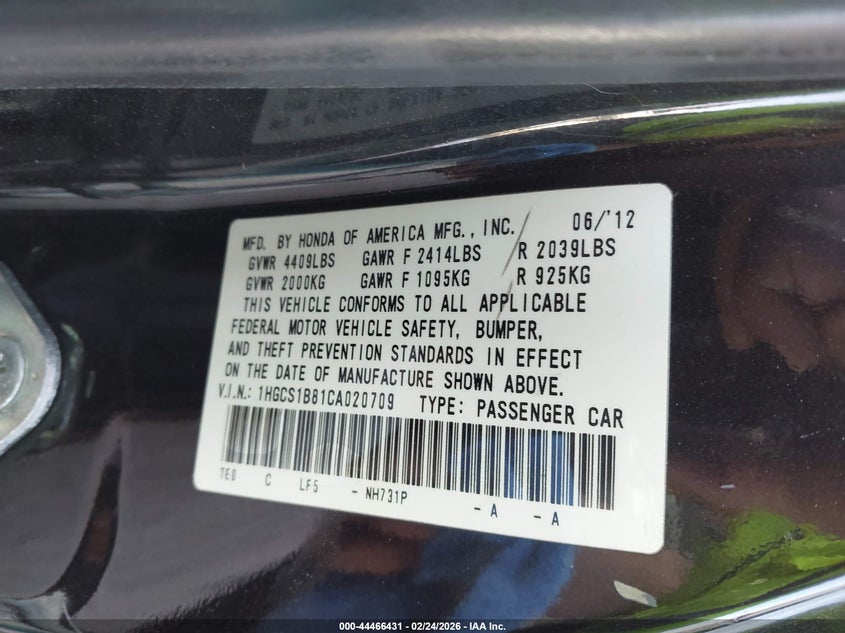 MFD. BY HONDA OF AMERICA MFG., INC. 06/'12
GVWR 4409LBS GAWR F 2414LBS R 2039LBS
GVWR 2000KG GAWR F 1095KG R 925KG
THIS VEHICLE CONFORMS TO ALL APPLICABLE
FEDERAL MOTOR VEHICLE SAFETY, BUMPER,
AND THEFT PREVENTION STANDARDS IN EFFECT
ON THE DATE OF MANUFACTURE SHOWN ABOVE.
V.I.N.: 1HGCS1B81CA020709 TYPE: PASSENGER CAR
TE0 C LF5 - NH731P - A - A
000-44466431 - 02/24/2026 - IAA Inc.